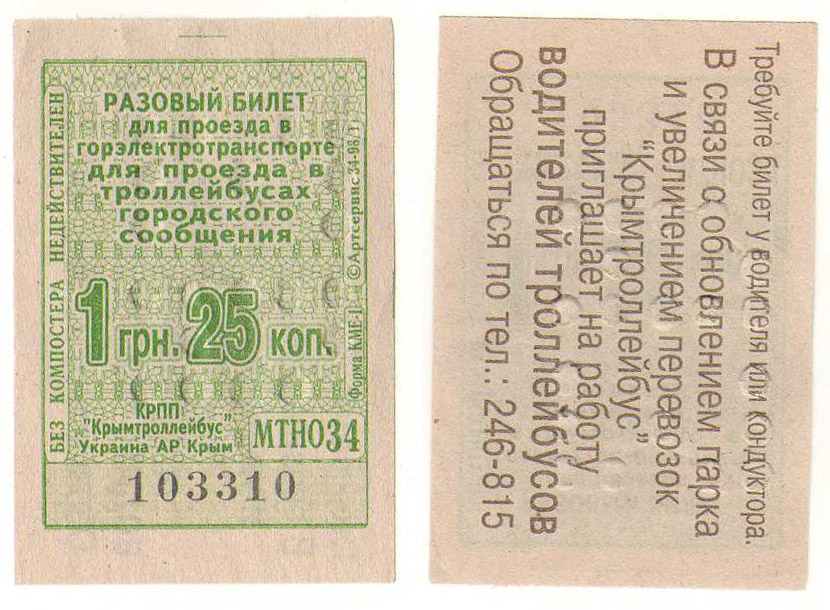 РАЗОВЫЙ БИЛЕТ
для проезда в
горэлектротранспорте
для проезда в
троллейбусах
городского
сообщения
БЕЗ КОМПОСТЕРА НЕДЕЙСТВИТЕЛЕН
©Артсервис 34-98/1
Форма КМЕ-1
1 грн. 25 коп.
КРПП
"Крымтроллейбус"
Украина АР Крым
МТНО34
103310
Требуйте билет у водителя или кондуктора.
В связи с обновлением парка
и увеличением перевозок
"Крымтроллейбус"
приглашает на работу
водителей троллейбусов
Обращаться по тел.: 246-815